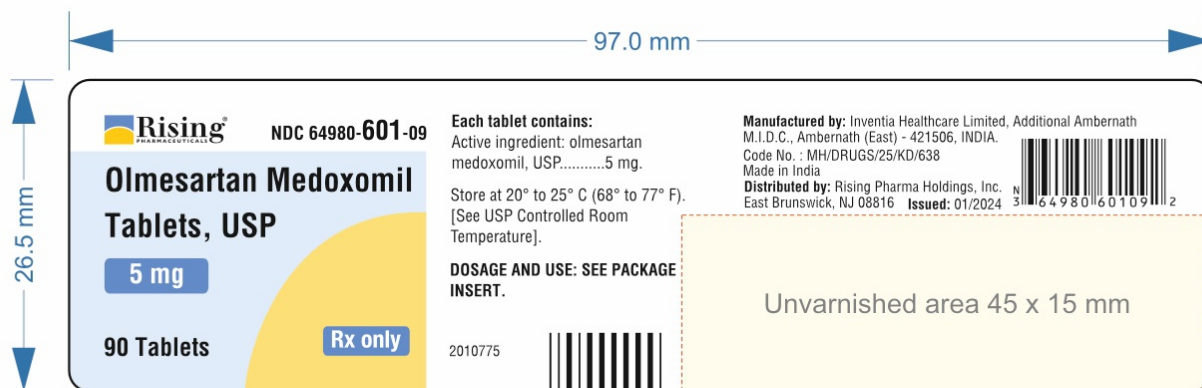 97.0 mm
26.5 mm
Rising®
PHARMACEUTICALS
NDC 64980-601-09
Olmesartan Medoxomil
Tablets, USP
5 mg
90 Tablets
Rx only
Each tablet contains:
Active ingredient: olmesartan
medoxomil, USP...........5 mg.
Store at 20° to 25° C (68° to 77° F).
[See USP Controlled Room
Temperature].
DOSAGE AND USE: SEE PACKAGE
INSERT.
2010775
Manufactured by: Inventia Healthcare Limited, Additional Ambernath
M.I.D.C., Ambernath (East) - 421506, INDIA.
Code No. : MH/DRUGS/25/KD/638
Made in India
Distributed by: Rising Pharma Holdings, Inc.
East Brunswick, NJ 08816 Issued: 01/2024
N
3 64980 60109 2
Unvarnished area 45 x 15 mm